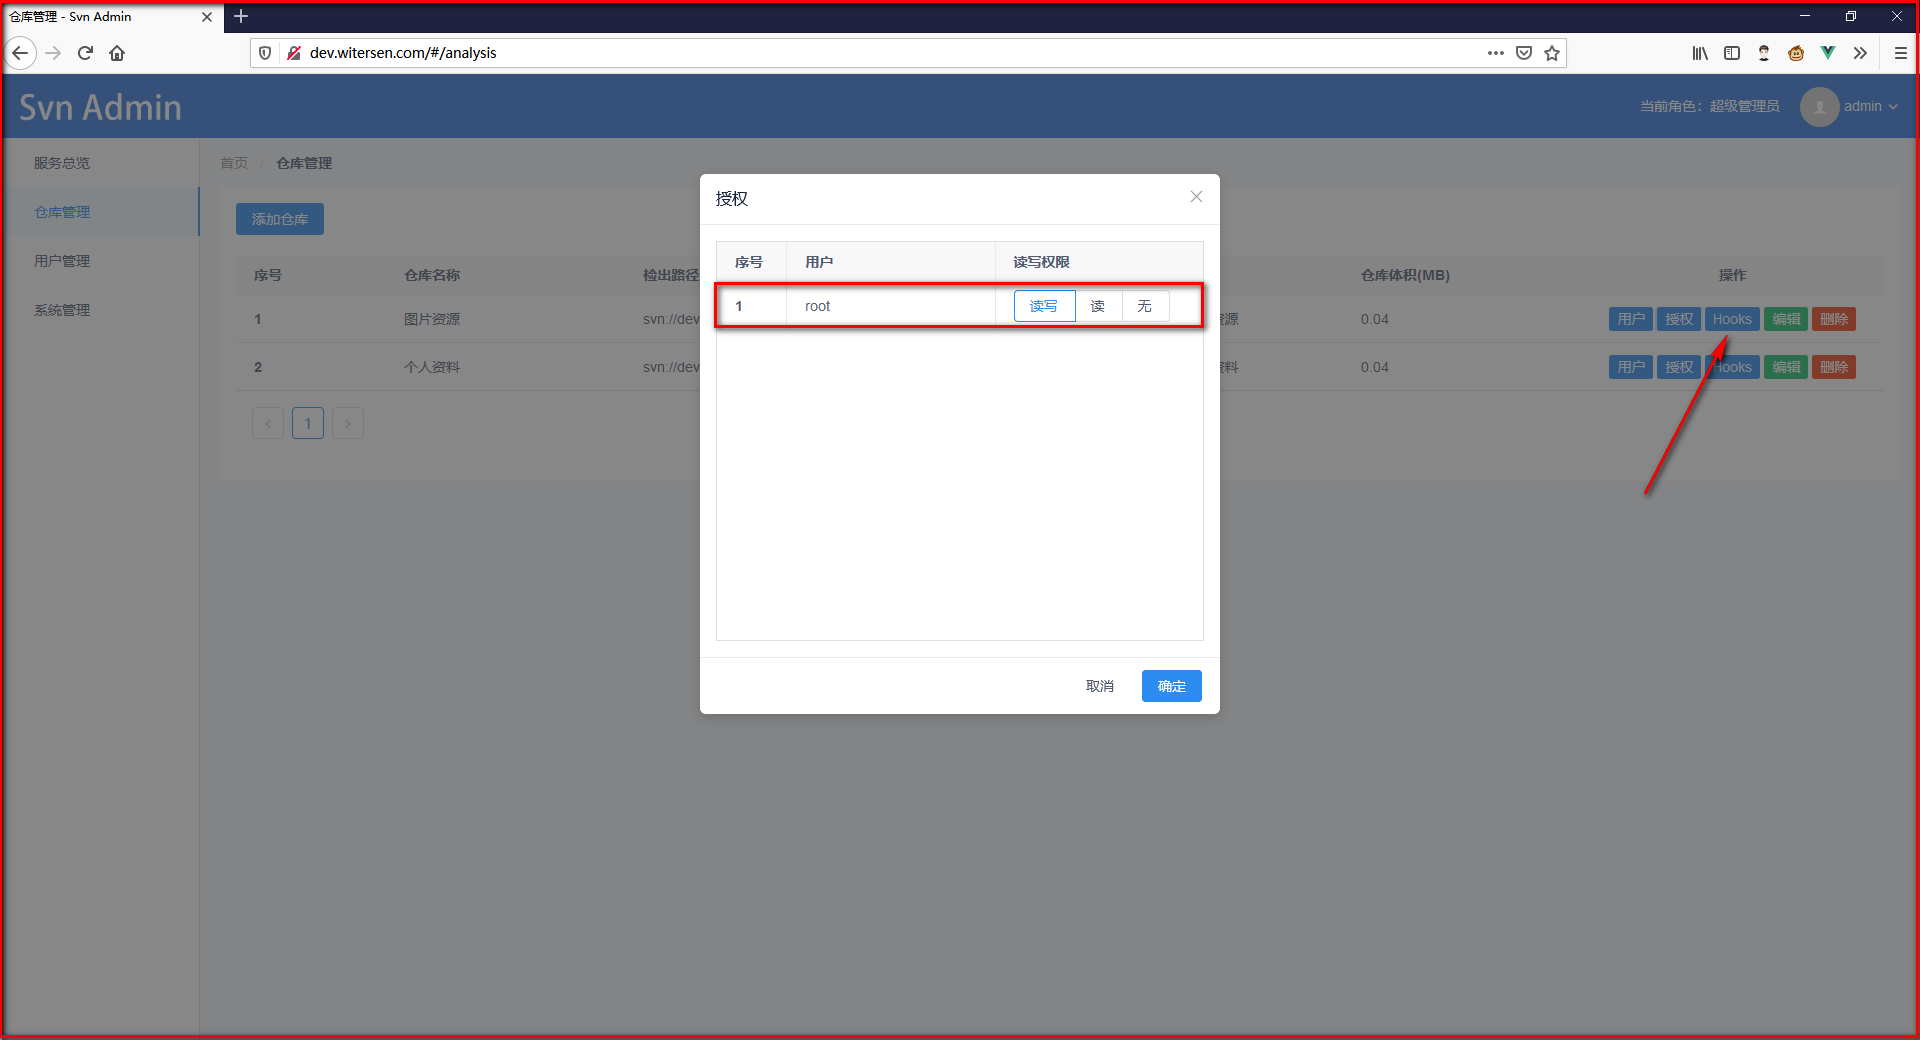 仓库管理 - Svn Admin
dev.witersen.com/#/analysis
Svn Admin
当前角色：超级管理员 admin
服务总览
仓库管理
用户管理
系统管理
首页 / 仓库管理
添加仓库
序号 仓库名称 检出路径 仓库体积(MB) 操作
1 图片资源 svn://dev 资源 0.04 用户 授权 Hooks 编辑 删除
2 个人资料 svn://dev 资料 0.04 用户 授权 Hooks 编辑 删除
< 1 >
授权
序号 用户 读写权限
1 root 读写 读 无
取消 确定